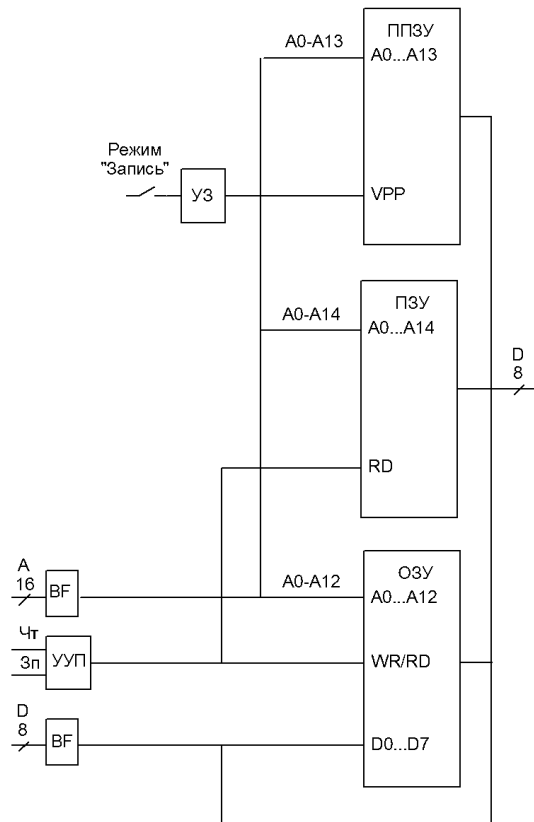 ППЗУ
A0-A13
A0...A13
Режим
"Запись"
УЗ
VPP
ПЗУ
A0-A14
A0...A14
D
8
RD
ОЗУ
A
16
BF
A0-A12
A0...A12
Чт
Зп
УУП
WR/RD
D
8
BF
D0...D7